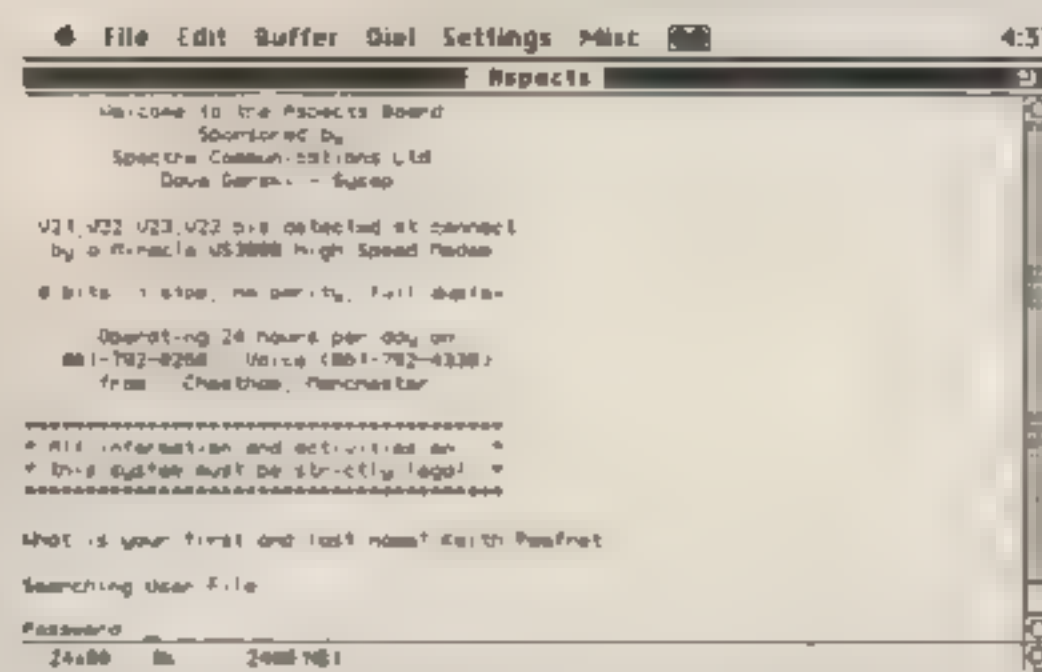 File Edit Buffer Dial Settings Misc 
Aspects
Welcome to the Aspects Board
Sponsored by
Spectre Communications Ltd
Dave - Sysop
V21,V22 V23,V22 bis detected at connect
by a Miracle High Speed Modem
8 bits 1 stop, no parity, full duplex
Operating 24 hours per day on
Voice
from Cheetham, Manchester
* All information and activities on *
* this system must be strictly legal *
What is your first and last name? Keith Pomfret
Searching User File
Password